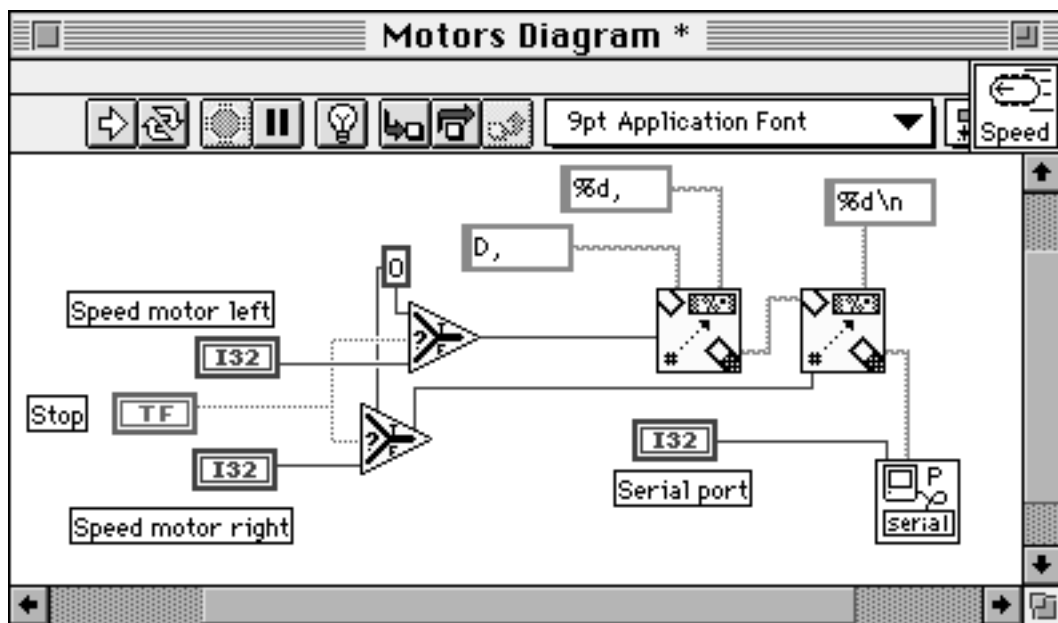 Motors Diagram *
Speed
9pt Application Font
%d,
%d\n
D,
0
Speed motor left
? T F
I32
Stop
TF
? T F
I32
Speed motor right
#
#
I32
Serial port
P
serial